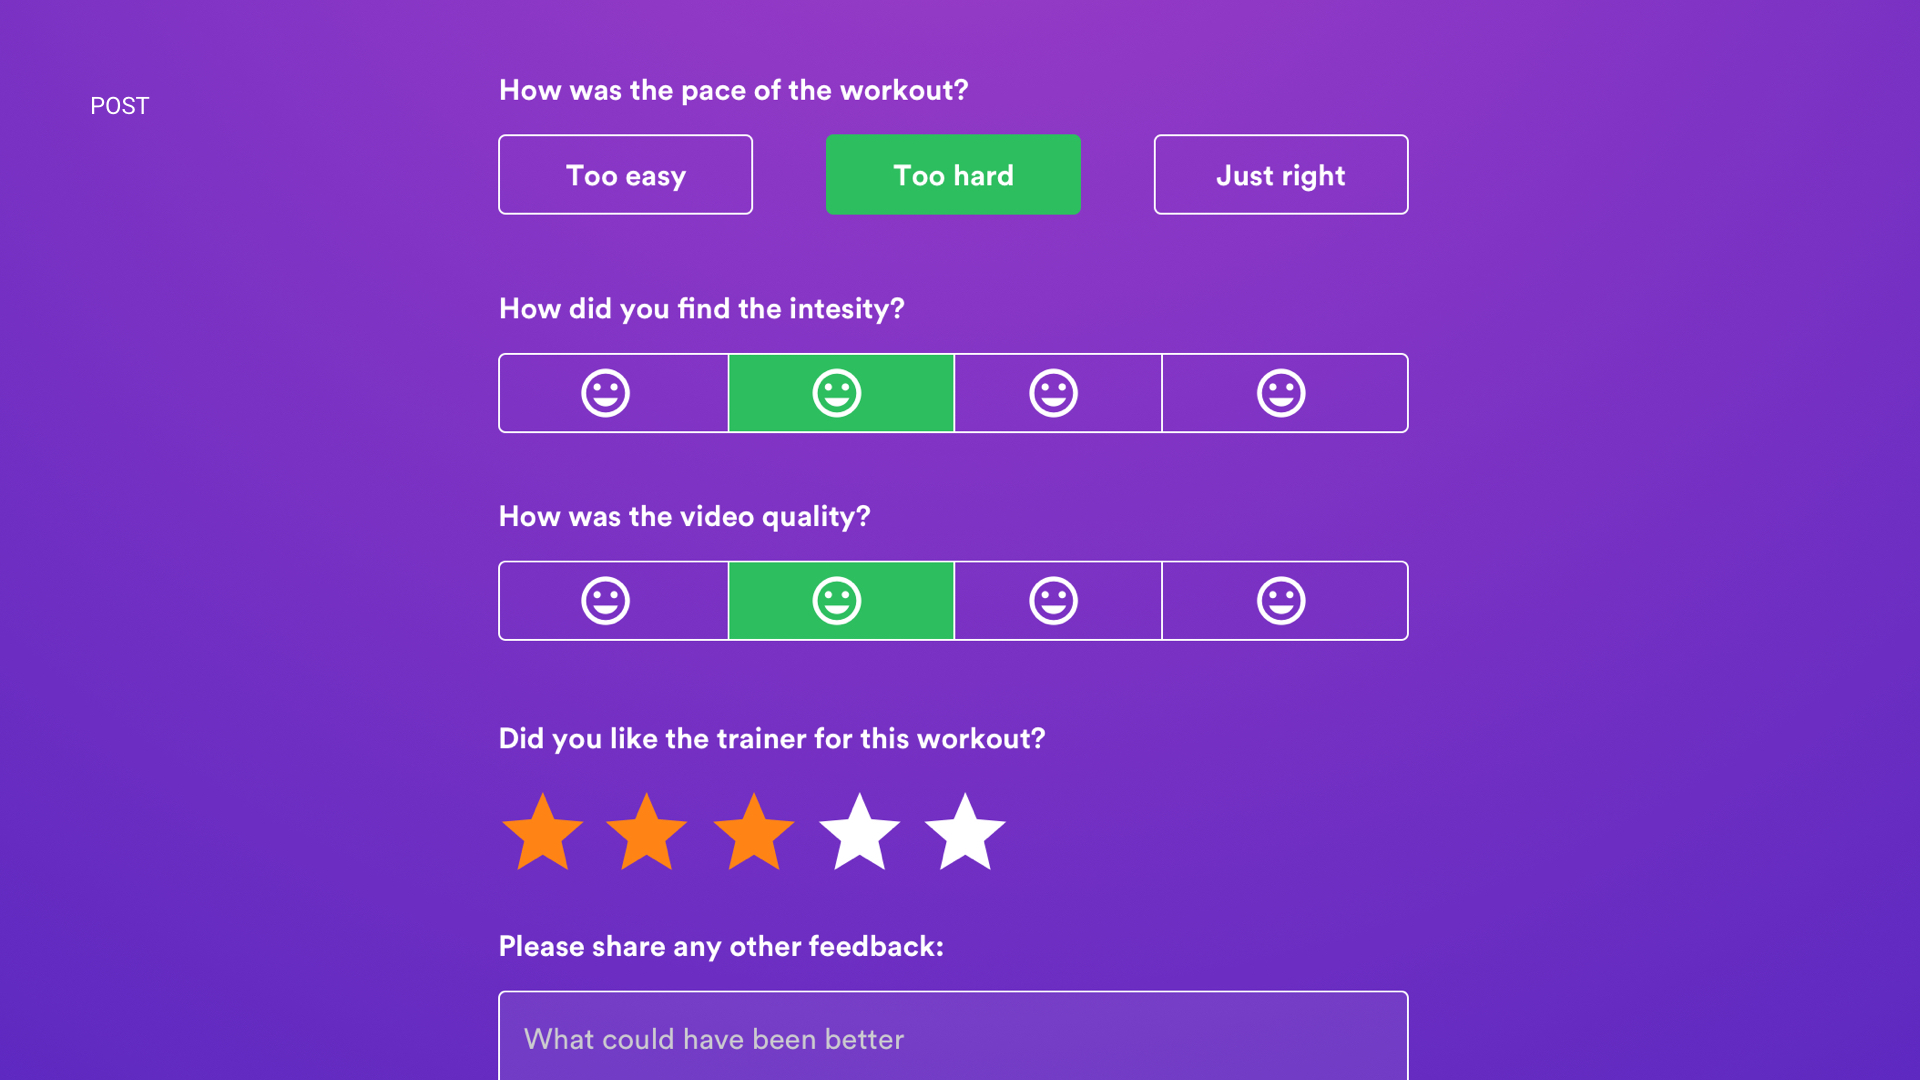 POST
How was the pace of the workout?
Too easy
Too hard
Just right
How did you find the intesity?
How was the video quality?
Did you like the trainer for this workout?
Please share any other feedback:
What could have been better